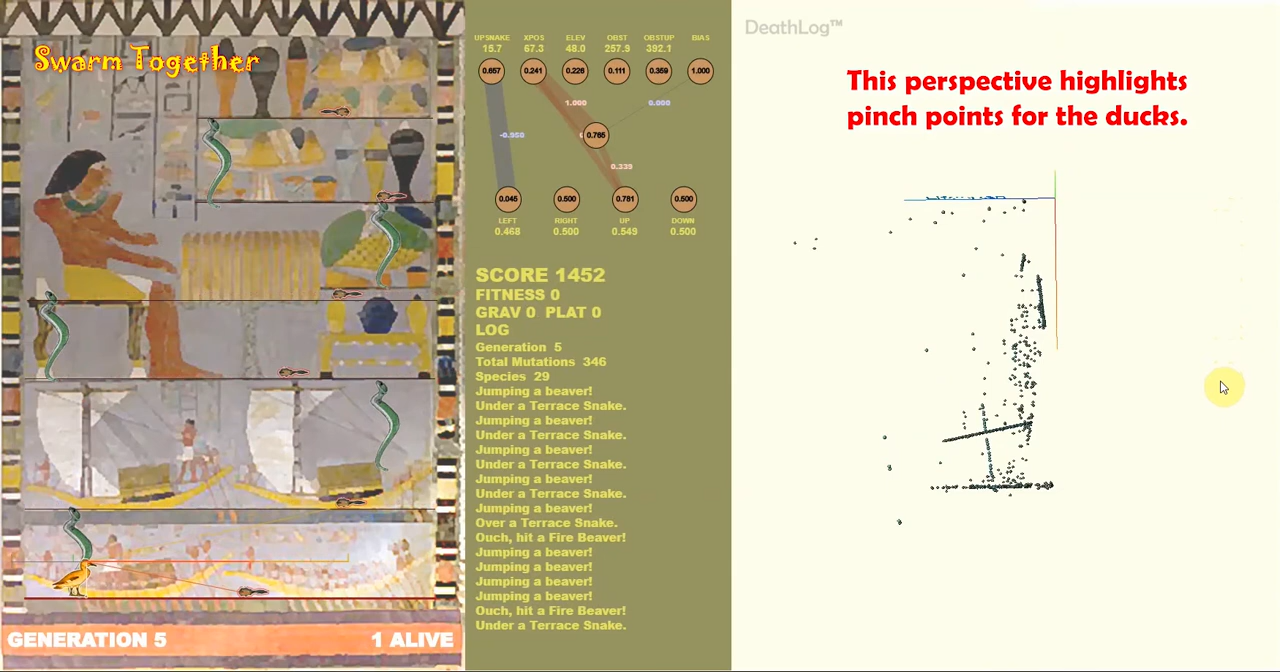 Swarm Together
UPSNAKE XPOS ELEV OBST OBSTUP BIAS
15.7 67.3 48.0 257.9 392.1
0.657 0.241 0.226 0.111 0.359 1.000
1.000 0.000
-0.950 0.765
0.335
0.045 0.500 0.781 0.500
LEFT RIGHT UP DOWN
0.468 0.500 0.549 0.500
SCORE 1452
FITNESS 0
GRAV 0 PLAT 0
LOG
Generation 5
Total Mutations 346
Species 29
Jumping a beaver!
Under a Terrace Snake.
Jumping a beaver!
Under a Terrace Snake.
Jumping a beaver!
Under a Terrace Snake.
Jumping a beaver!
Under a Terrace Snake.
Jumping a beaver!
Over a Terrace Snake.
Ouch, hit a Fire Beaver!
Jumping a beaver!
Jumping a beaver!
Jumping a beaver!
Jumping a beaver!
Ouch, hit a Fire Beaver!
Under a Terrace Snake.
GENERATION 5 1 ALIVE
DeathLog™
This perspective highlights
pinch points for the ducks.